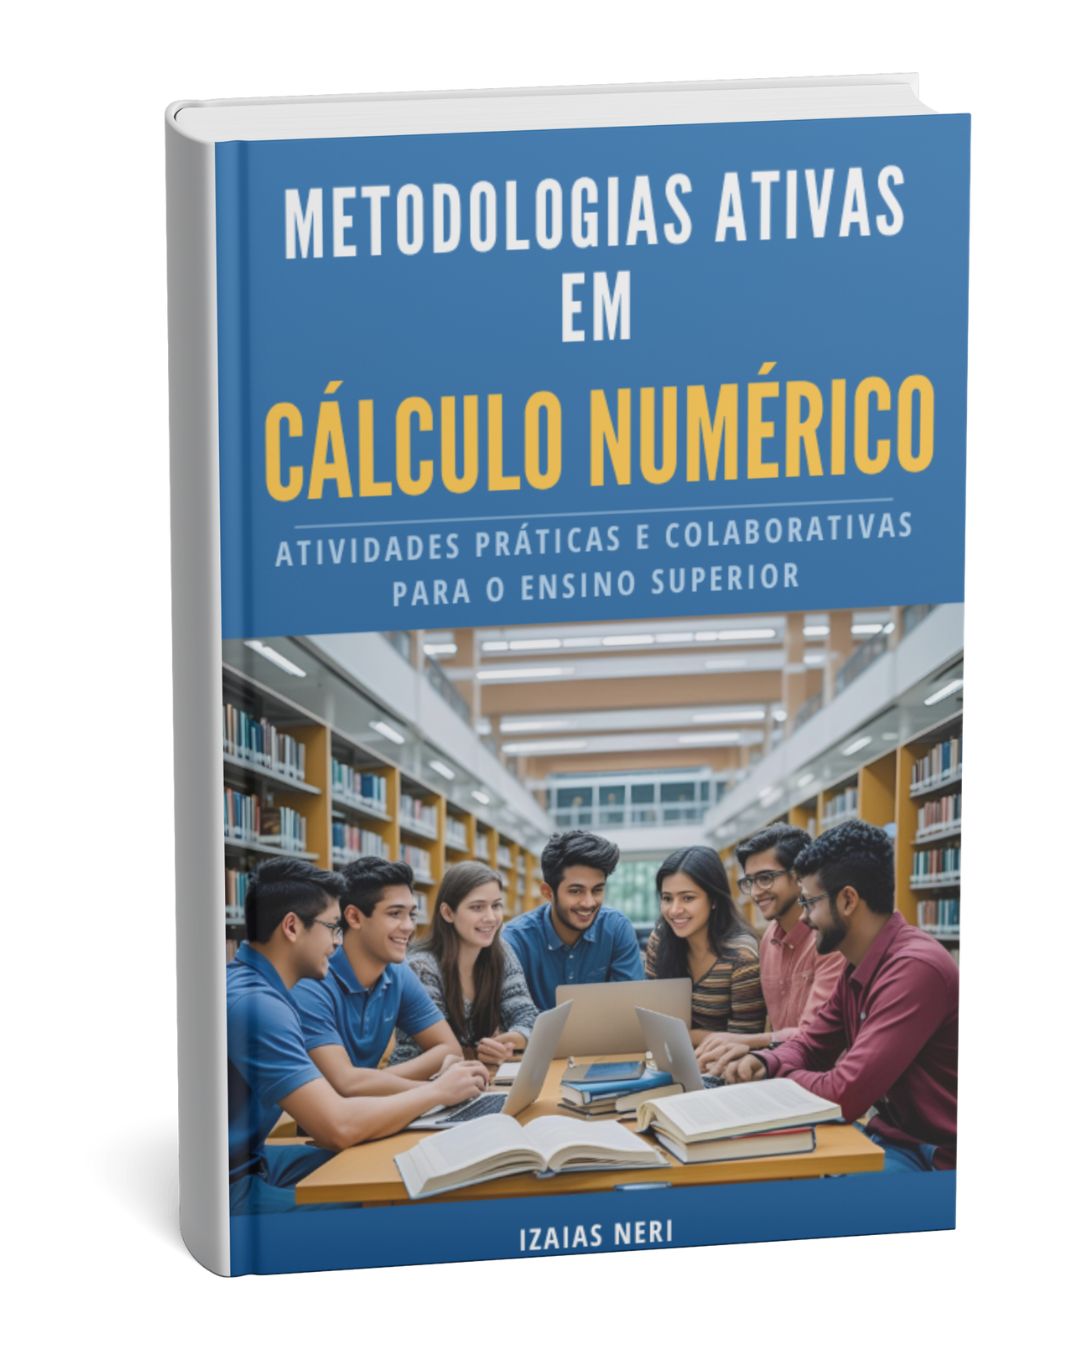 METODOLOGIAS ATIVAS
EM
CÁLCULO NUMÉRICO
ATIVIDADES PRÁTICAS E COLABORATIVAS
PARA O ENSINO SUPERIOR
IZAIAS NERI